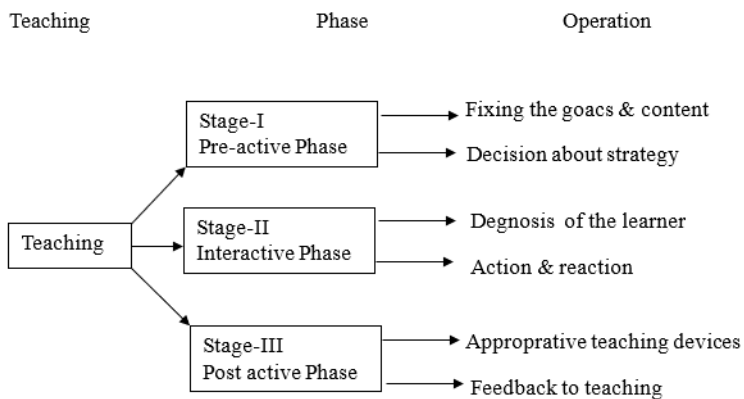 Teaching Phase Operation
Stage-I
Pre-active Phase
Fixing the goacs & content
Decision about strategy
Teaching
Stage-II
Interactive Phase
Degnosis of the learner
Action & reaction
Stage-III
Post active Phase
Approprative teaching devices
Feedback to teaching